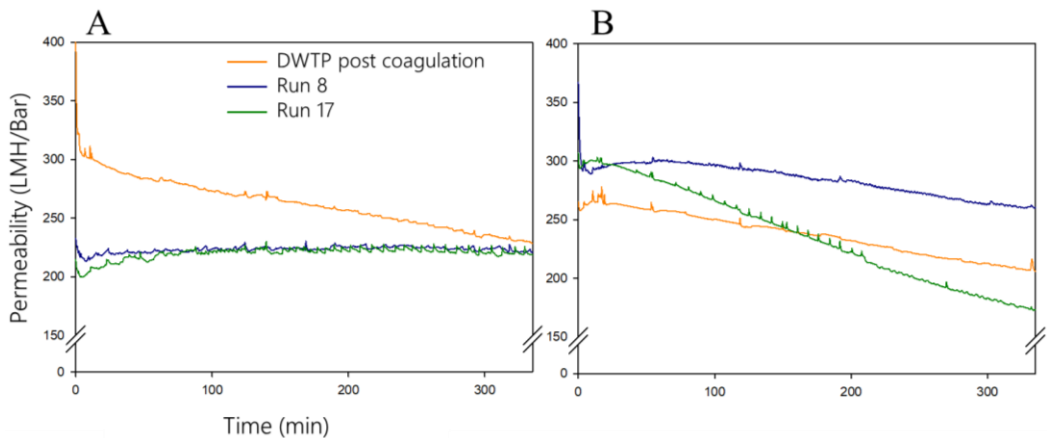 A
B
DWTP post coagulation
Run 8
Run 17
Permeability (LMH/Bar)
400
350
300
250
200
150
0
0 100 200 300
400
350
300
250
200
150
0
0 100 200 300
Time (min)